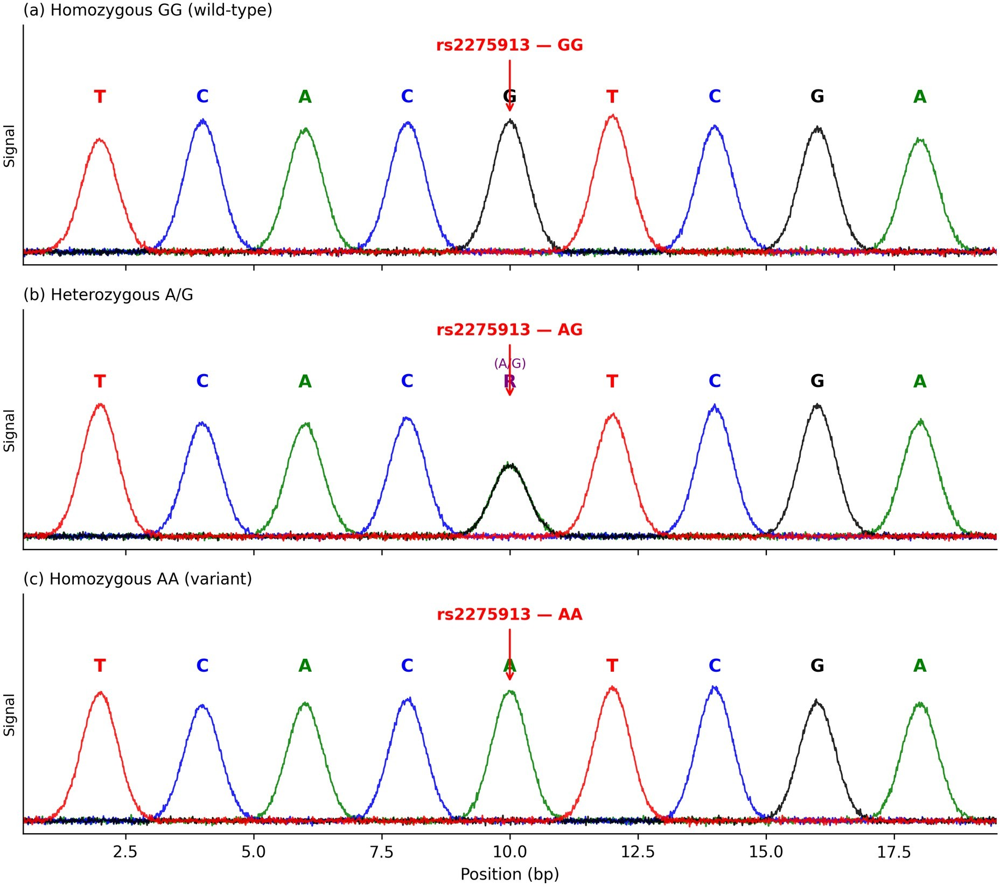 (a) Homozygous GG (wild-type)
rs2275913 — GG
T C A C G T C G A
Signal
(b) Heterozygous A/G
rs2275913 — AG
(A/G)
T C A C R T C G A
Signal
(c) Homozygous AA (variant)
rs2275913 — AA
T C A C A T C G A
Signal
2.5 5.0 7.5 10.0 12.5 15.0 17.5
Position (bp)